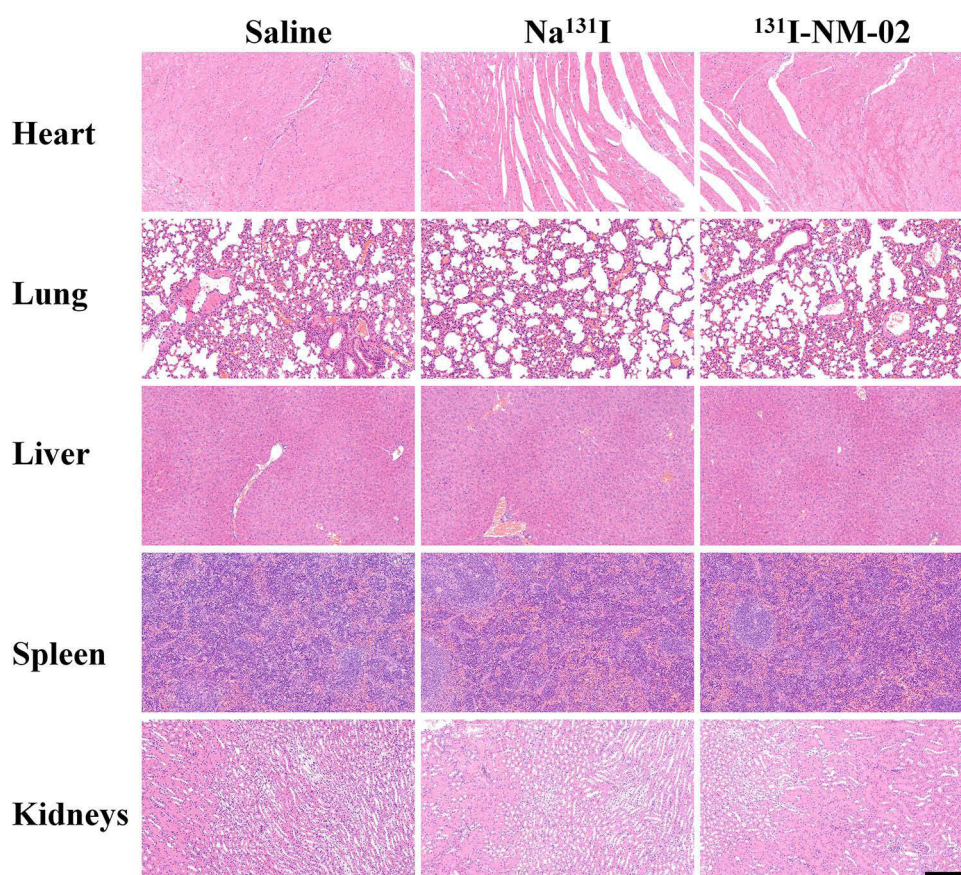 Saline Na¹³¹I ¹³¹I-NM-02
Heart
Lung
Liver
Spleen
Kidneys